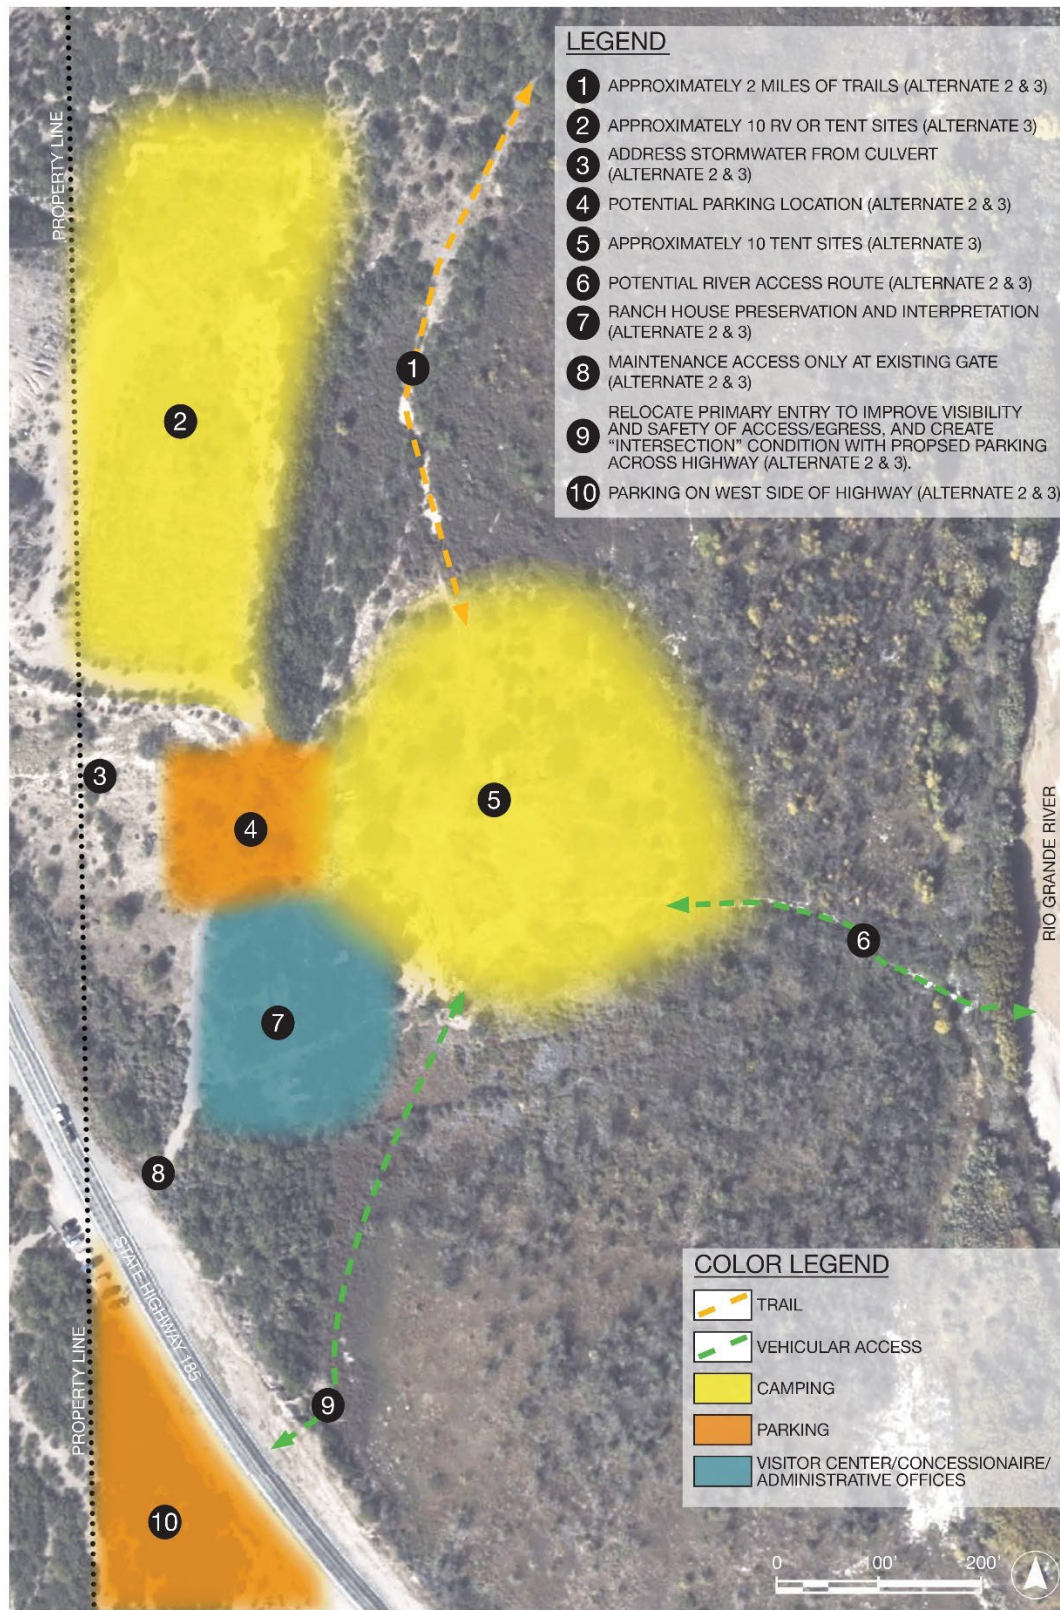 LEGEND
1 APPROXIMATELY 2 MILES OF TRAILS (ALTERNATE 2 & 3)
2 APPROXIMATELY 10 RV OR TENT SITES (ALTERNATE 3)
3 ADDRESS STORMWATER FROM CULVERT
(ALTERNATE 2 & 3)
4 POTENTIAL PARKING LOCATION (ALTERNATE 2 & 3)
5 APPROXIMATELY 10 TENT SITES (ALTERNATE 3)
6 POTENTIAL RIVER ACCESS ROUTE (ALTERNATE 2 & 3)
7 RANCH HOUSE PRESERVATION AND INTERPRETATION
(ALTERNATE 2 & 3)
8 MAINTENANCE ACCESS ONLY AT EXISTING GATE
(ALTERNATE 2 & 3)
9 RELOCATE PRIMARY ENTRY TO IMPROVE VISIBILITY
AND SAFETY OF ACCESS/EGRESS, AND CREATE
"INTERSECTION" CONDITION WITH PROPSED PARKING
ACROSS HIGHWAY (ALTERNATE 2 & 3).
10 PARKING ON WEST SIDE OF HIGHWAY (ALTERNATE 2 & 3)
PROPERTY LINE
1
2
3
4
5
6
7
8
9
10
RIO GRANDE RIVER
STATE HIGHWAY 185
PROPERTY LINE
COLOR LEGEND
TRAIL
VEHICULAR ACCESS
CAMPING
PARKING
VISITOR CENTER/CONCESSIONAIRE/
ADMINISTRATIVE OFFICES
0 100' 200'